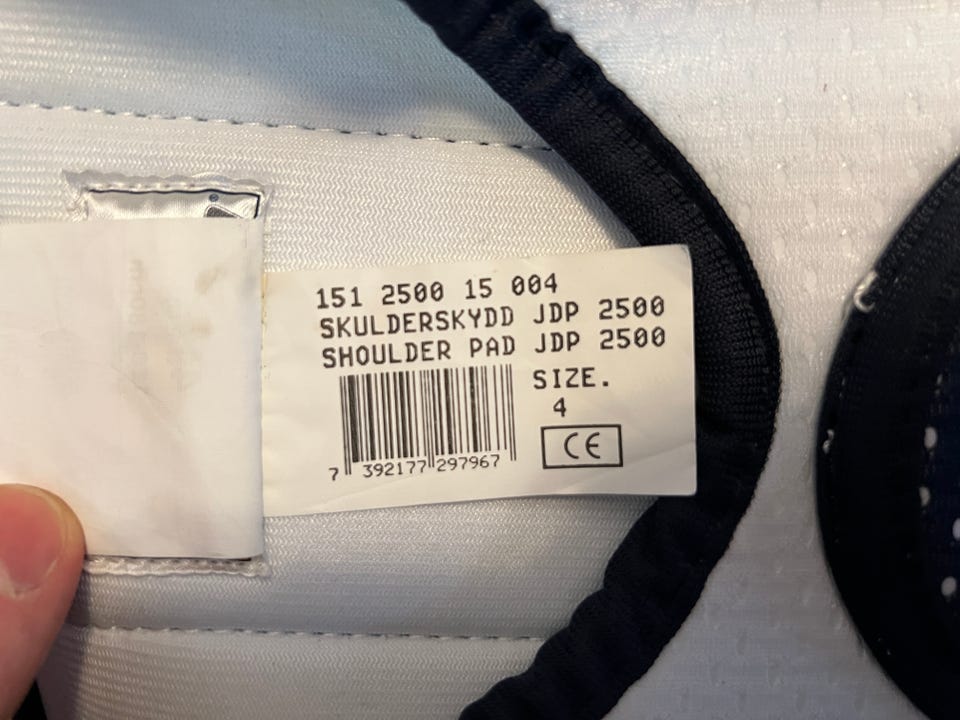 151 2500 15 004
SKULDERSKYDD JDP 2500
SHOULDER PAD JDP 2500
SIZE.
4
CE
7 392177 297967